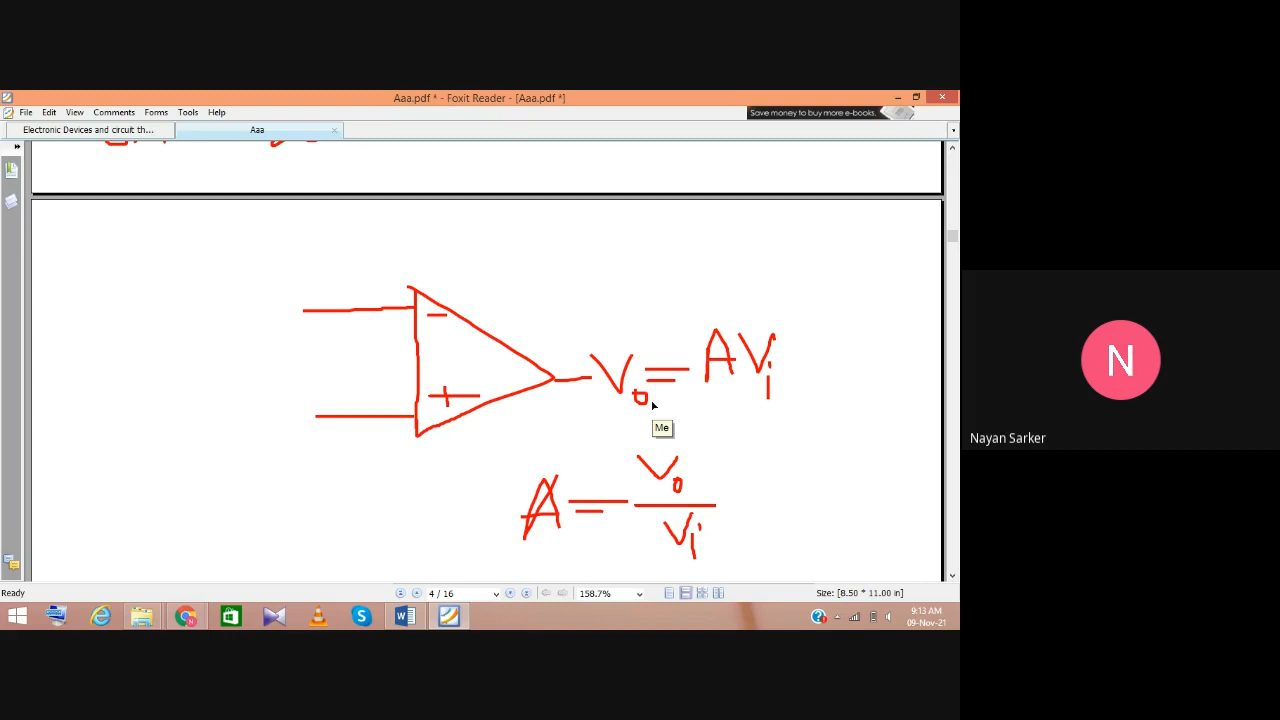 Aaa.pdf * - Foxit Reader - [Aaa.pdf *]
File Edit View Comments Forms Tools Help
Save money to buy more e-books.
Electronic Devices and circuit th...
Aaa
−
+
V₀ = AVᵢ
Me
A = V₀ / Vᵢ
N
Nayan Sarker
Ready
4 / 16
158.7%
Size: [8.50 * 11.00 in]
9:13 AM
09-Nov-21